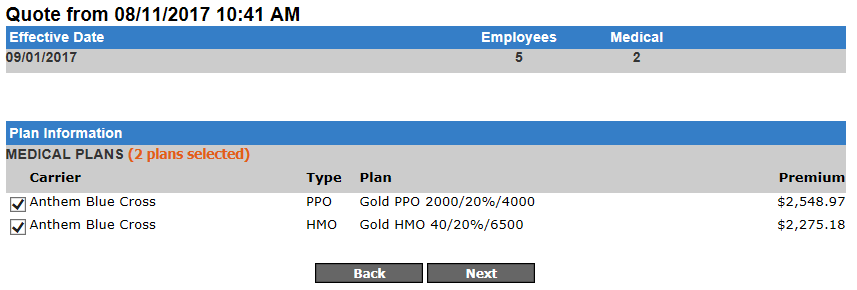 Quote from 08/11/2017 10:41 AM
Effective Date Employees Medical
09/01/2017 5 2
Plan Information
MEDICAL PLANS (2 plans selected)
Carrier Type Plan Premium
Anthem Blue Cross PPO Gold PPO 2000/20%/4000 $2,548.97
Anthem Blue Cross HMO Gold HMO 40/20%/6500 $2,275.18
Back Next